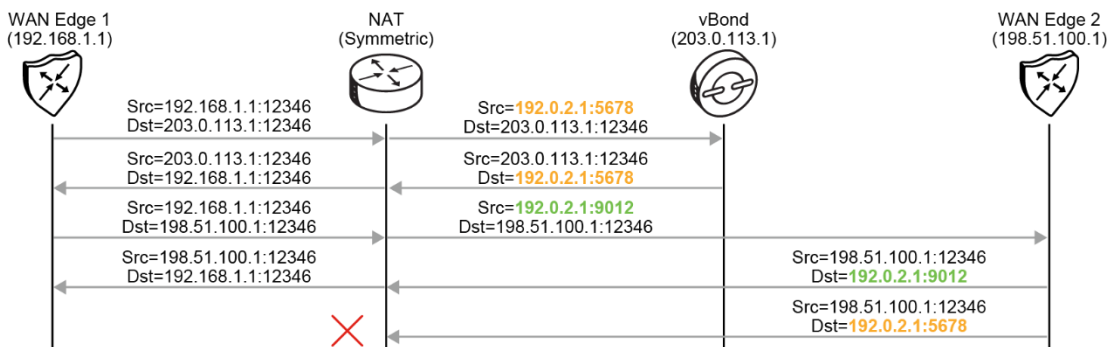 WAN Edge 1
(192.168.1.1)
NAT
(Symmetric)
vBond
(203.0.113.1)
WAN Edge 2
(198.51.100.1)
Src=192.168.1.1:12346
Dst=203.0.113.1:12346
Src=192.0.2.1:5678
Dst=203.0.113.1:12346
Src=203.0.113.1:12346
Dst=192.168.1.1:12346
Src=203.0.113.1:12346
Dst=192.0.2.1:5678
Src=192.168.1.1:12346
Dst=198.51.100.1:12346
Src=192.0.2.1:9012
Dst=198.51.100.1:12346
Src=198.51.100.1:12346
Dst=192.168.1.1:12346
Src=198.51.100.1:12346
Dst=192.0.2.1:9012
Src=198.51.100.1:12346
Dst=192.0.2.1:5678